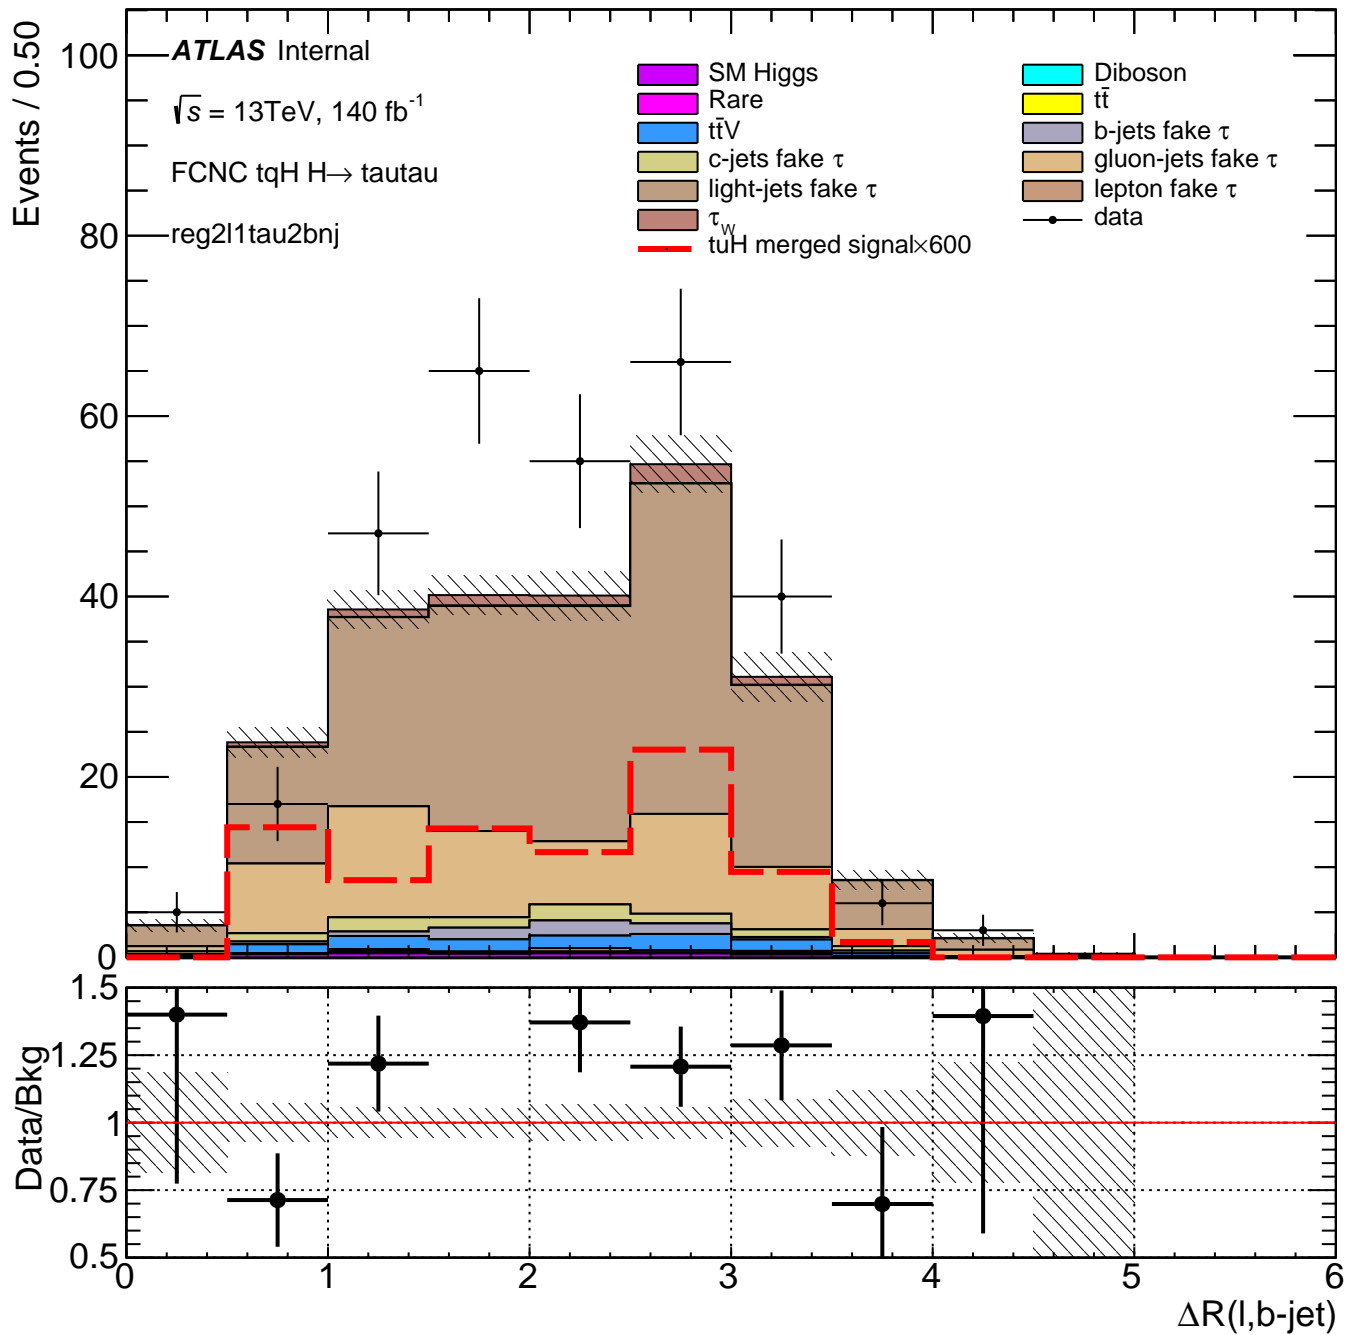 Events / 0.50
100
80
60
40
20
0
ATLAS Internal
√s = 13TeV, 140 fb⁻¹
FCNC tqH H→ tautau
reg2l1tau2bnj
SM Higgs
Rare
tt̄V
c-jets fake τ
light-jets fake τ
τ_W
tuH merged signal×600
Diboson
tt̄
b-jets fake τ
gluon-jets fake τ
lepton fake τ
data
Data/Bkg
1.5
1.25
1
0.75
0.5
0 1 2 3 4 5 6
ΔR(l,b-jet)